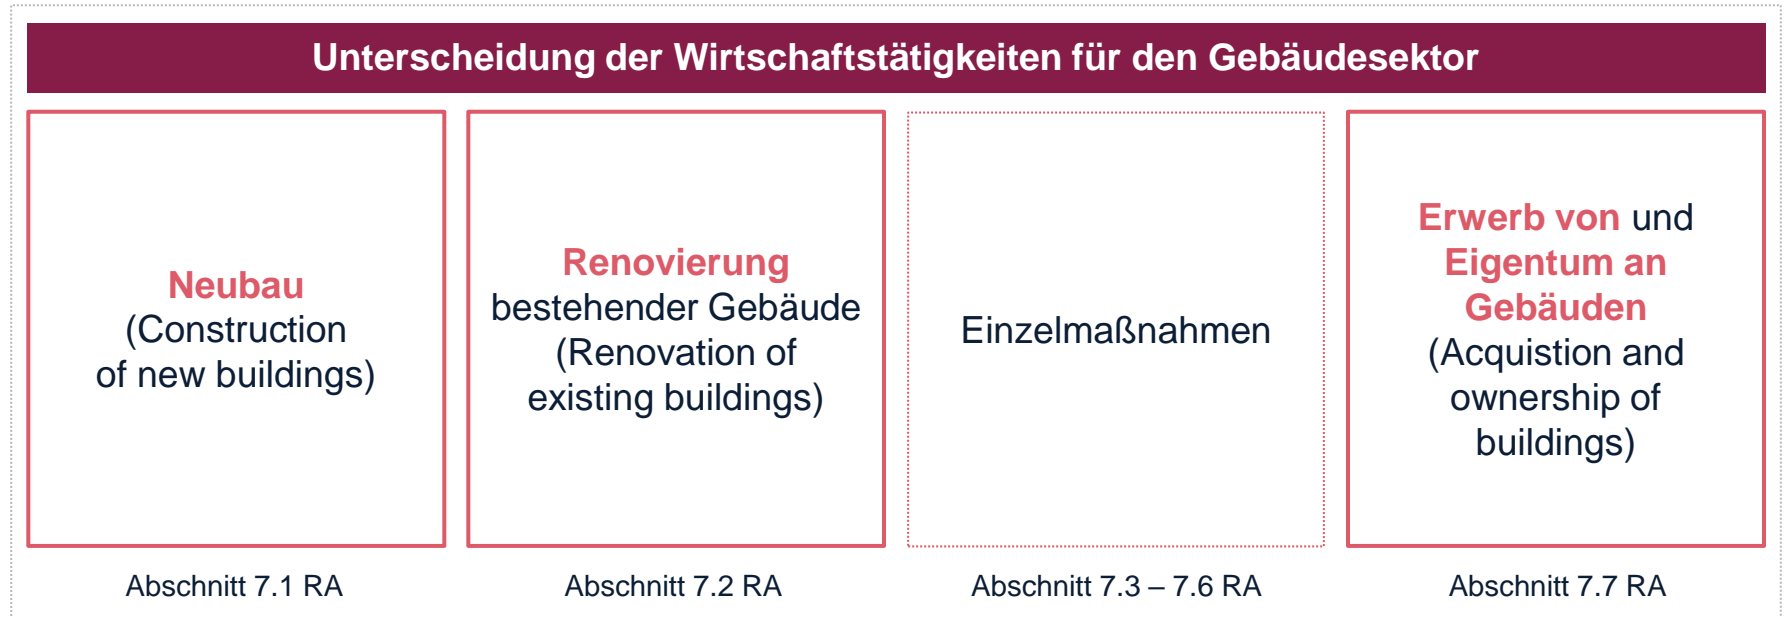 Unterscheidung der Wirtschaftstätigkeiten für den Gebäudesektor
Neubau
(Construction
of new buildings)
Renovierung
bestehender Gebäude
(Renovation of
existing buildings)
Einzelmaßnahmen
Erwerb von und
Eigentum an
Gebäuden
(Acquistion and
ownership of
buildings)
Abschnitt 7.1 RA
Abschnitt 7.2 RA
Abschnitt 7.3 – 7.6 RA
Abschnitt 7.7 RA